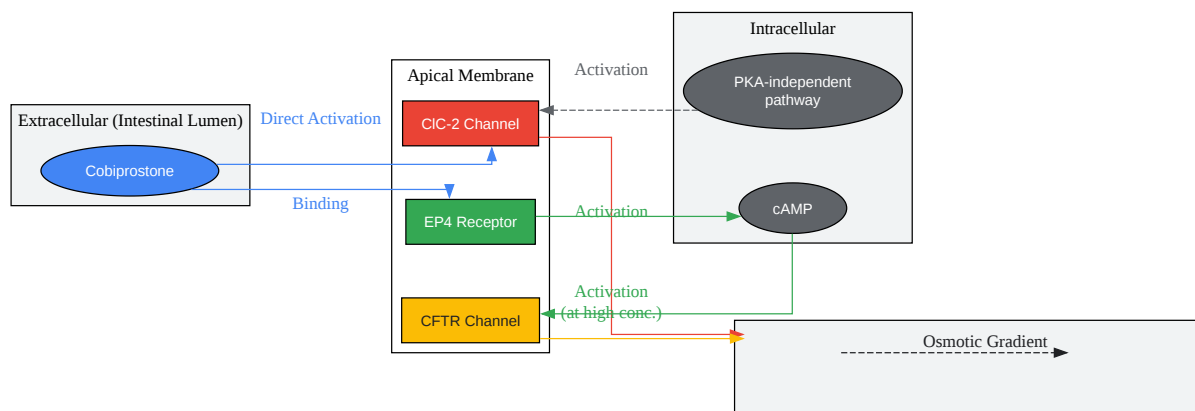 Extracellular (Intestinal Lumen)
Cobiprostone
Direct Activation
Binding
Apical Membrane
ClC-2 Channel
EP4 Receptor
CFTR Channel
Activation
Activation
Activation
(at high conc.)
Intracellular
PKA-independent
pathway
cAMP
Osmotic Gradient